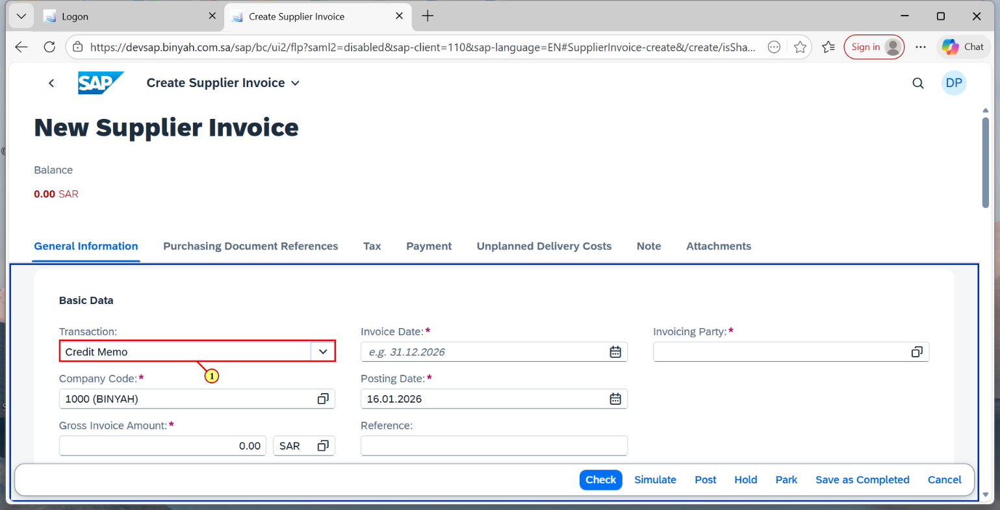 Logon
Create Supplier Invoice
https://devsap.binyah.com.sa/sap/bc/ui2/flp?saml2=disabled&sap-client=110&sap-language=EN#SupplierInvoice-create&/create/isSha...
Sign in
Chat
SAP
Create Supplier Invoice
DP
New Supplier Invoice
Balance
0.00 SAR
General Information Purchasing Document References Tax Payment Unplanned Delivery Costs Note Attachments
Basic Data
Transaction: Invoice Date:* Invoicing Party:*
Credit Memo e.g. 31.12.2026
1
Company Code:* Posting Date:*
1000 (BINYAH) 16.01.2026
Gross Invoice Amount:* Reference:
0.00 SAR
Check Simulate Post Hold Park Save as Completed Cancel